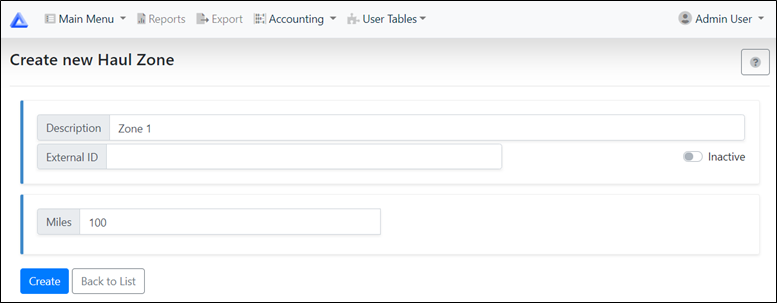 Main Menu Reports Export Accounting User Tables Admin User
Create new Haul Zone
?
Description Zone 1
External ID Inactive
Miles 100
Create Back to List